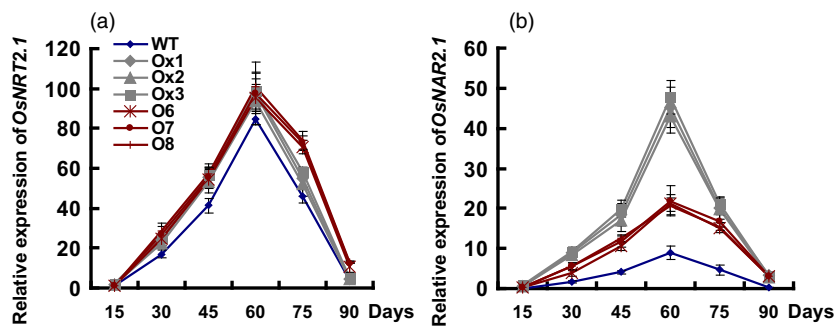 (a)
Relative expression of OsNRT2.1
120
100
80
60
40
20
0
WT
Ox1
Ox2
Ox3
O6
O7
O8
15 30 45 60 75 90 Days
(b)
Relative expression of OsNAR2.1
60
50
40
30
20
10
0
15 30 45 60 75 90 Days